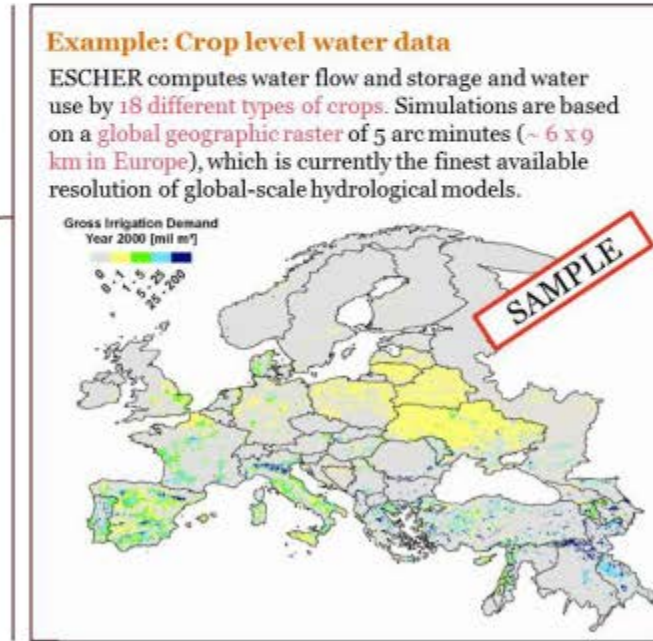 Example: Crop level water data
ESCHER computes water flow and storage and water
use by 18 different types of crops. Simulations are based
on a global geographic raster of 5 arc minutes (~ 6 x 9
km in Europe), which is currently the finest available
resolution of global-scale hydrological models.
Gross Irrigation Demand
Year 2000 [mil m³]
0
0 - 1
1 - 5
5 - 25
25 - 200
SAMPLE